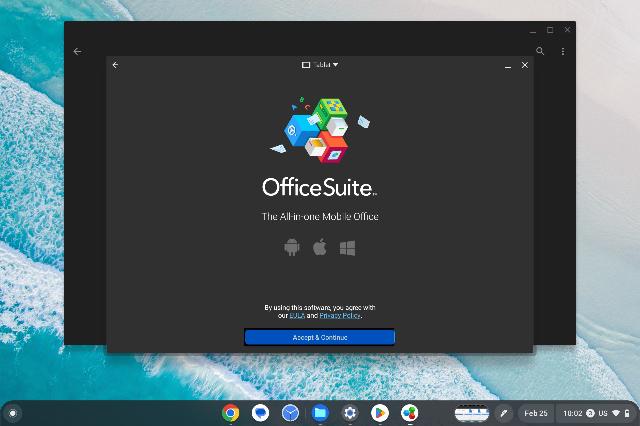 Tablet
OfficeSuite™
The All-in-one Mobile Office
By using this software, you agree with
our EULA and Privacy Policy.
Accept & Continue
Feb 25
10:02
US